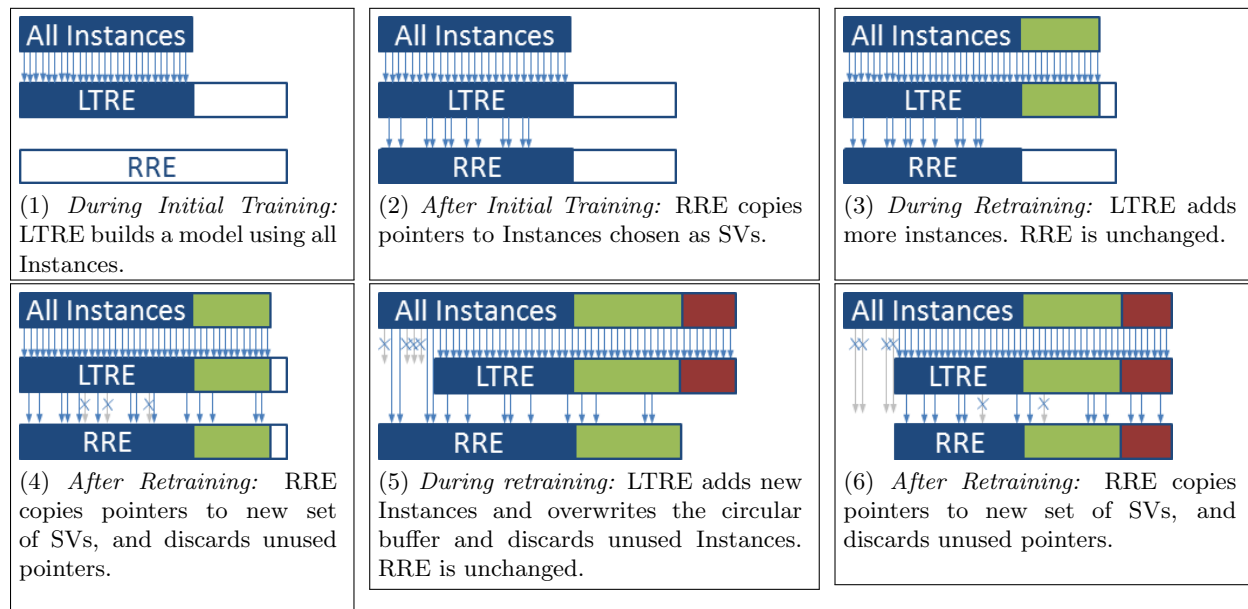 All Instances
LTRE
RRE
(1) During Initial Training:
LTRE builds a model using all
Instances.
All Instances
LTRE
RRE
(2) After Initial Training: RRE copies
pointers to Instances chosen as SVs.
All Instances
LTRE
RRE
(3) During Retraining: LTRE adds
more instances. RRE is unchanged.
All Instances
LTRE
RRE
(4) After Retraining: RRE
copies pointers to new set
of SVs, and discards unused
pointers.
All Instances
LTRE
RRE
(5) During retraining: LTRE adds new
Instances and overwrites the circular
buffer and discards unused Instances.
RRE is unchanged.
All Instances
LTRE
RRE
(6) After Retraining: RRE copies
pointers to new set of SVs, and
discards unused pointers.